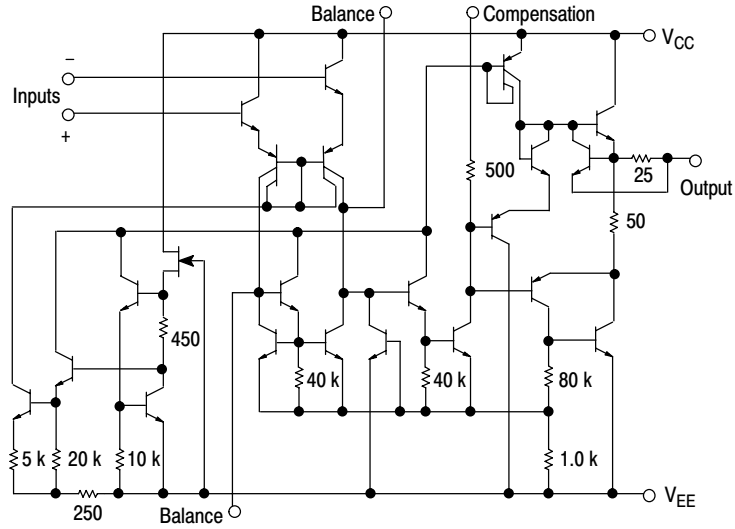 Balance
Compensation
VCC
−
Inputs
+
500
25
Output
50
450
40 k
40 k
80 k
5 k
20 k
10 k
1.0 k
250
Balance
VEE